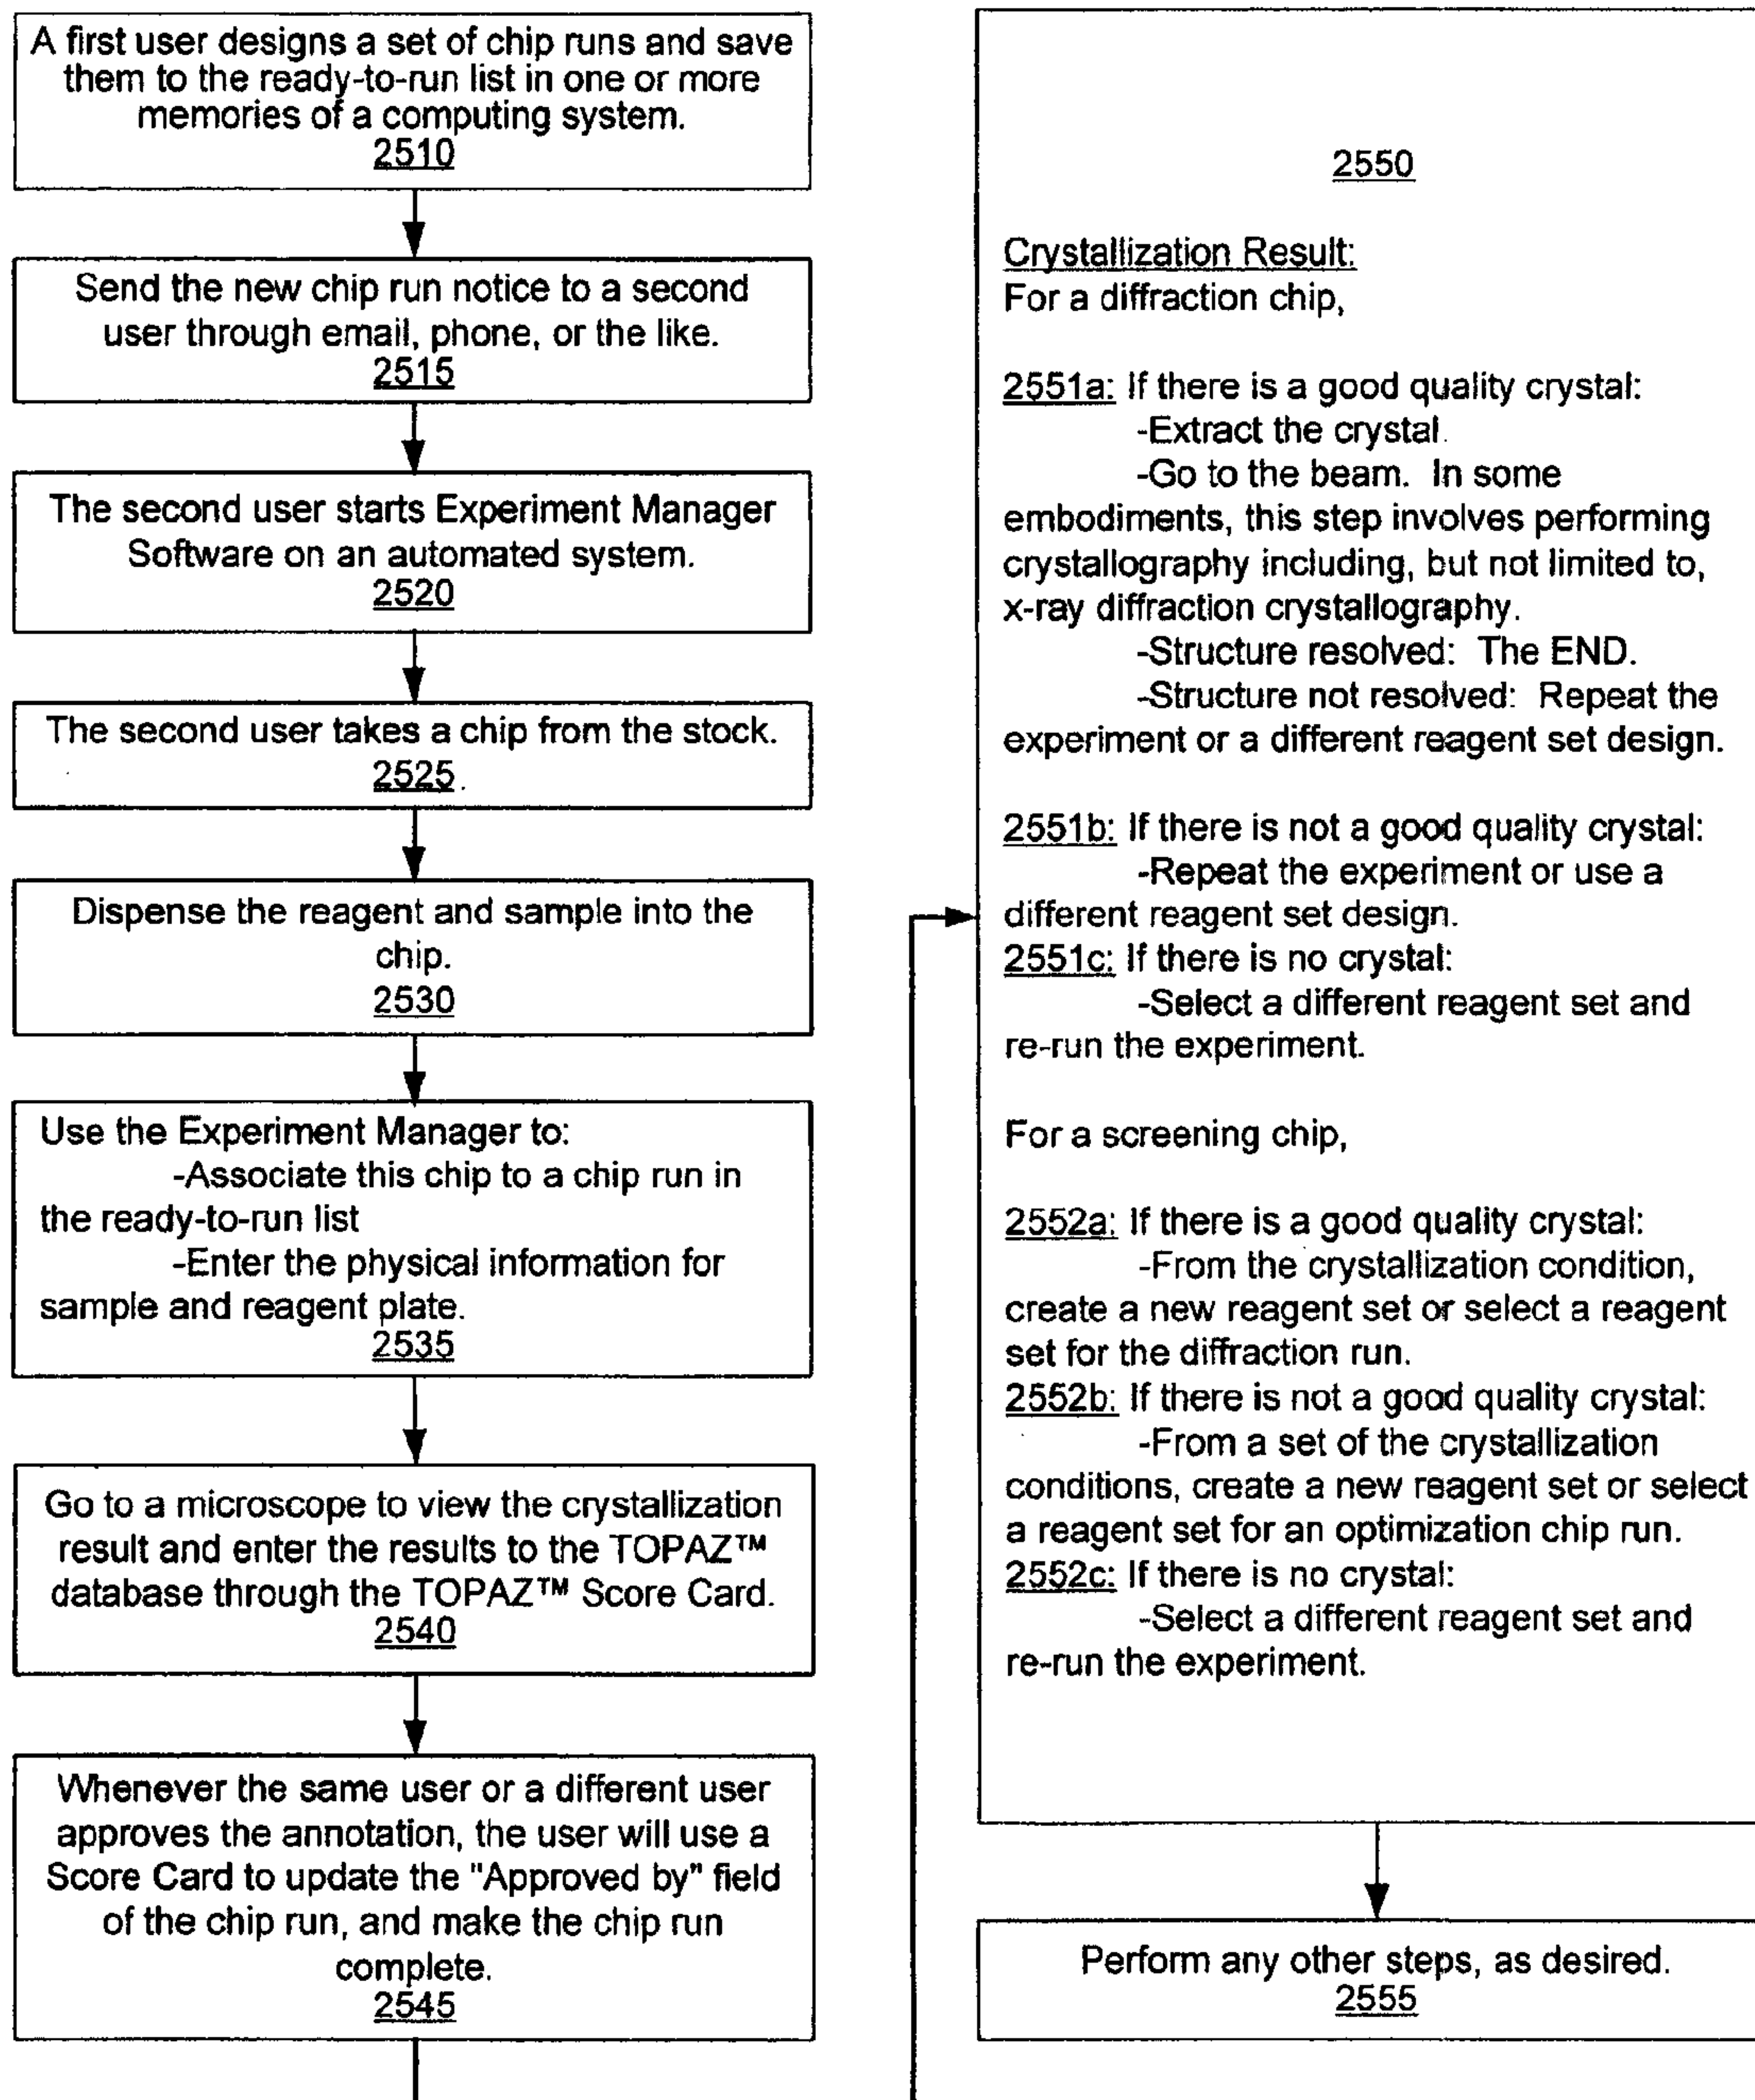 A first user designs a set of chip runs and save
them to the ready-to-run list in one or more
memories of a computing system.
2510
Send the new chip run notice to a second
user through email, phone, or the like.
2515
The second user starts Experiment Manager
Software on an automated system.
2520
The second user takes a chip from the stock.
2525
Dispense the reagent and sample into the
chip.
2530
Use the Experiment Manager to:
-Associate this chip to a chip run in
the ready-to-run list
-Enter the physical information for
sample and reagent plate.
2535
Go to a microscope to view the crystallization
result and enter the results to the TOPAZ™
database through the TOPAZ™ Score Card.
2540
Whenever the same user or a different user
approves the annotation, the user will use a
Score Card to update the "Approved by" field
of the chip run, and make the chip run
complete.
2545
2550
Crystallization Result:
For a diffraction chip,
2551a: If there is a good quality crystal:
-Extract the crystal.
-Go to the beam. In some
embodiments, this step involves performing
crystallography including, but not limited to,
x-ray diffraction crystallography.
-Structure resolved: The END.
-Structure not resolved: Repeat the
experiment or a different reagent set design.
2551b: If there is not a good quality crystal:
-Repeat the experiment or use a
different reagent set design.
2551c: If there is no crystal:
-Select a different reagent set and
re-run the experiment.
For a screening chip,
2552a: If there is a good quality crystal:
-From the crystallization condition,
create a new reagent set or select a reagent
set for the diffraction run.
2552b: If there is not a good quality crystal:
-From a set of the crystallization
conditions, create a new reagent set or select
a reagent set for an optimization chip run.
2552c: If there is no crystal:
-Select a different reagent set and
re-run the experiment.
Perform any other steps, as desired.
2555